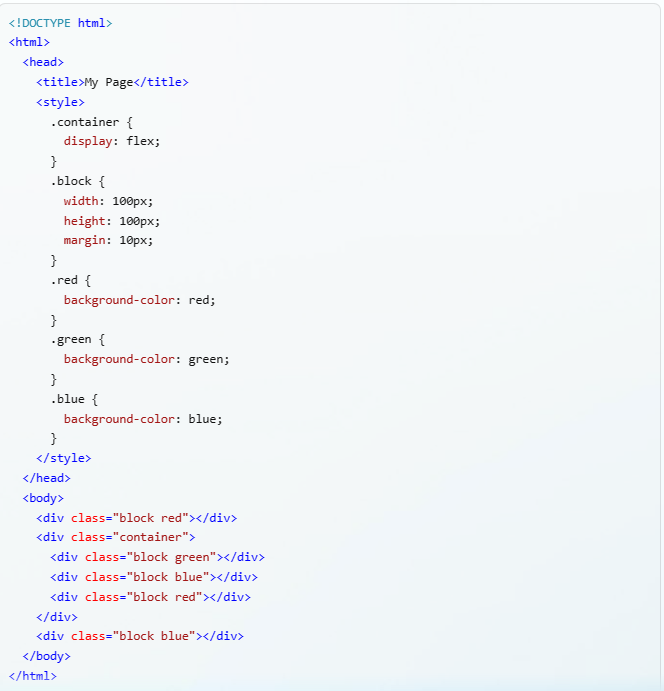 <!DOCTYPE html>
<html>
  <head>
    <title>My Page</title>
    <style>
      .container {
        display: flex;
      }
      .block {
        width: 100px;
        height: 100px;
        margin: 10px;
      }
      .red {
        background-color: red;
      }
      .green {
        background-color: green;
      }
      .blue {
        background-color: blue;
      }
    </style>
  </head>
  <body>
    <div class="block red"></div>
    <div class="container">
      <div class="block green"></div>
      <div class="block blue"></div>
      <div class="block red"></div>
    </div>
    <div class="block blue"></div>
  </body>
</html>